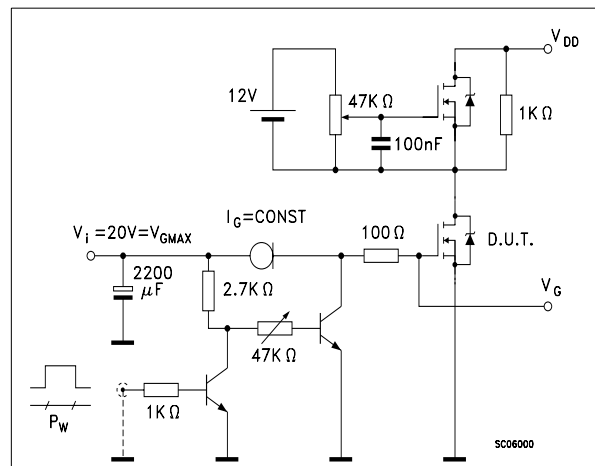 V_DD
12V
47K Ω
1K Ω
100nF
I_G=CONST
V_i=20V=V_GMAX
100 Ω
D.U.T.
2200
μF
2.7K Ω
V_G
47K Ω
1K Ω
P_W
SC06000